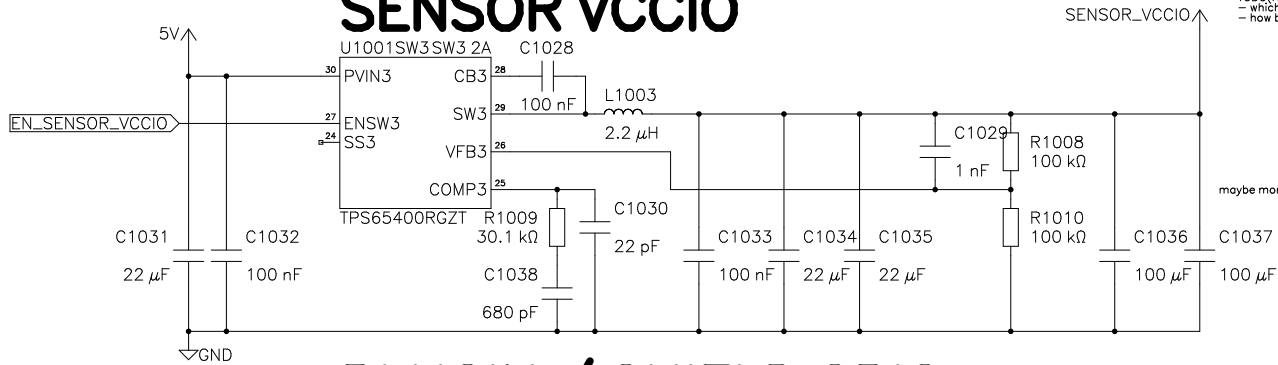 SENSOR VCCIO
SENSOR_VCCIO
– which
– how b
5V
U1001SW3 SW3 2A
C1028
30 PVIN3
CB3 28
100 nF
EN_SENSOR_VCCIO
27 ENSW3
SW3 29
L1003
2.2 µH
24 SS3
VFB3 26
C1029
1 nF
R1008
100 kΩ
COMP3 25
maybe mor
TPS65400RGZT
R1009
30.1 kΩ
C1030
22 pF
R1010
100 kΩ
C1031
22 µF
C1032
100 nF
C1038
680 pF
C1033
100 nF
C1034
22 µF
C1035
22 µF
C1036
100 µF
C1037
100 µF
GND